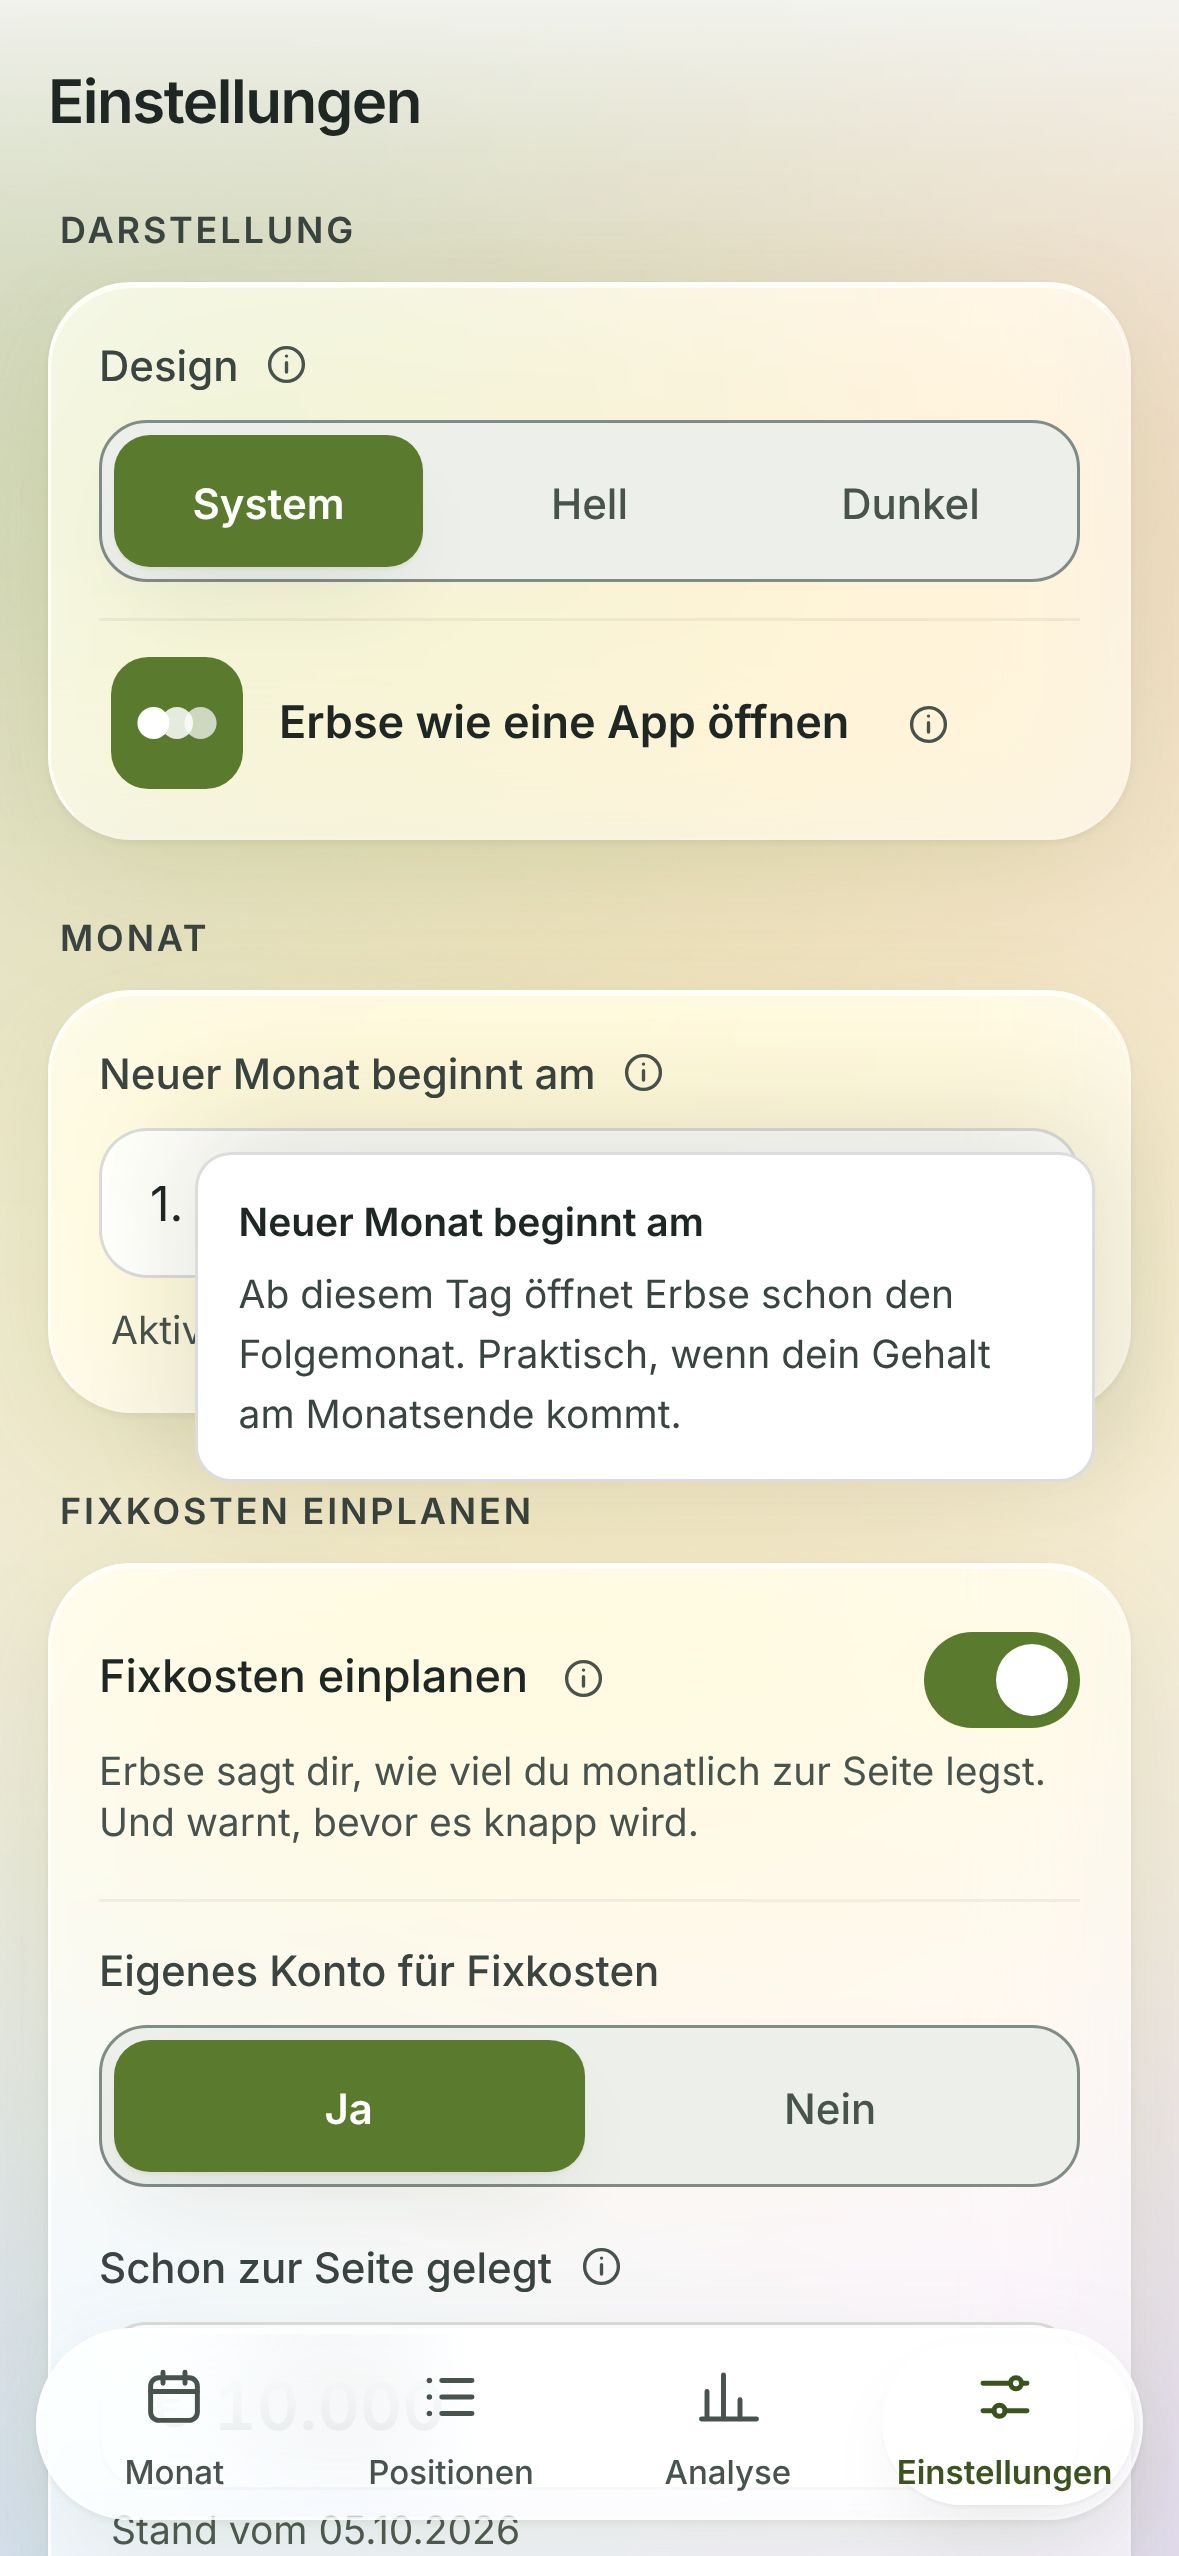 Einstellungen
DARSTELLUNG
Design
System Hell Dunkel
Erbse wie eine App öffnen
MONAT
Neuer Monat beginnt am
1.
Neuer Monat beginnt am
Ab diesem Tag öffnet Erbse schon den
Folgemonat. Praktisch, wenn dein Gehalt
am Monatsende kommt.
FIXKOSTEN EINPLANEN
Fixkosten einplanen
Erbse sagt dir, wie viel du monatlich zur Seite legst.
Und warnt, bevor es knapp wird.
Eigenes Konto für Fixkosten
Ja Nein
Schon zur Seite gelegt
10.000
Monat Positionen Analyse Einstellungen
Stand vom 05.10.2026